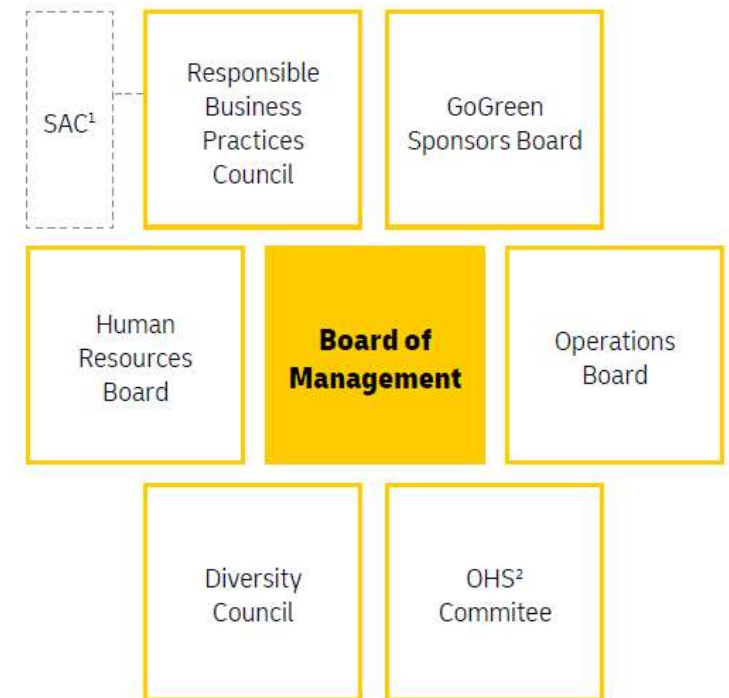 SAC¹
Responsible
Business
Practices
Council
GoGreen
Sponsors Board
Human
Resources
Board
Board of
Management
Operations
Board
Diversity
Council
OHS²
Commitee